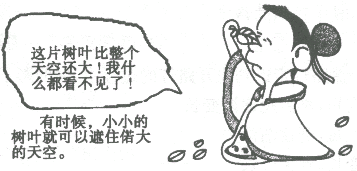 这片树叶比整个
天空还大！我什
么都看不见了！
有时候，小小的
树叶就可以遮住偌大
的天空。